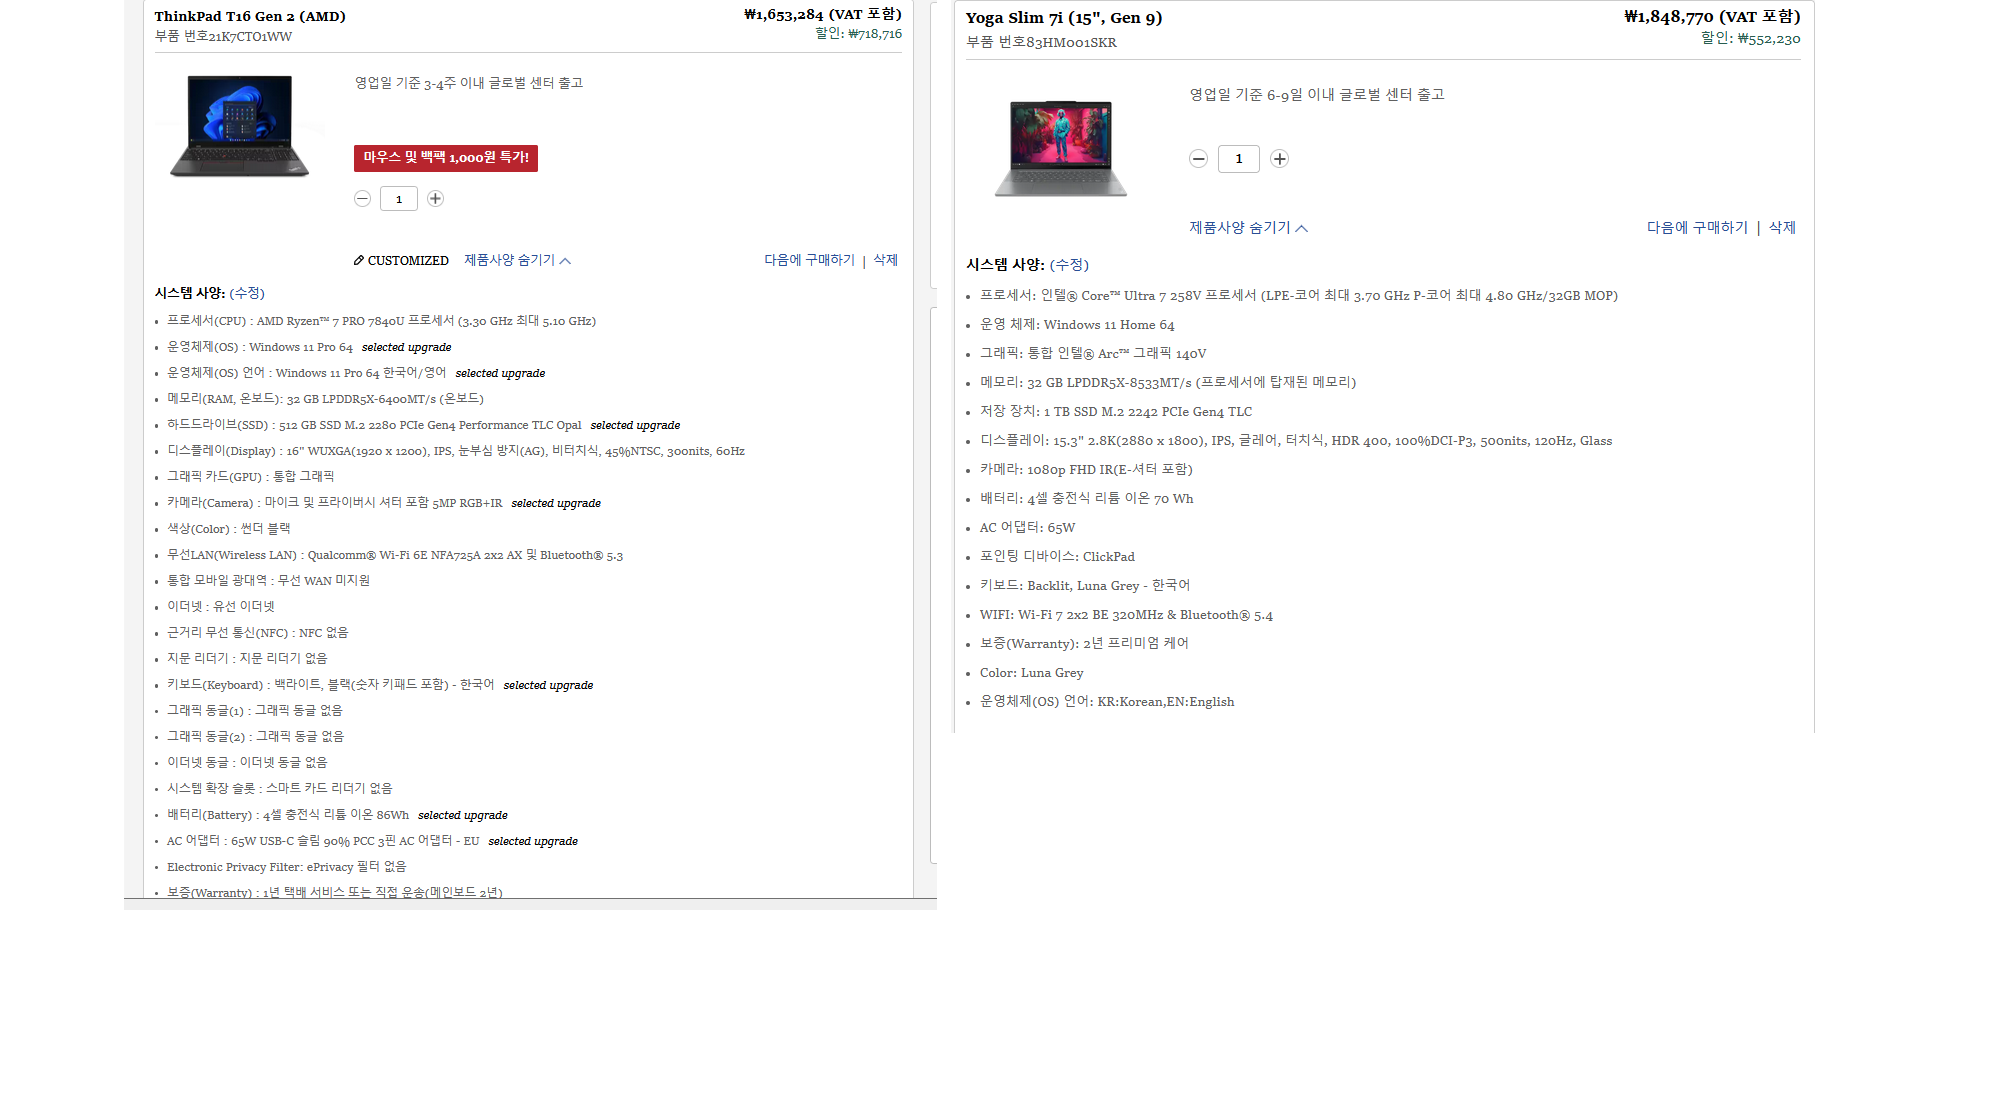 ThinkPad T16 Gen 2 (AMD)
₩1,653,284 (VAT 포함)
부품 번호21K7CTO1WW
할인: ₩718,716
영업일 기준 3-4주 이내 글로벌 센터 출고
마우스 및 백팩 1,000원 특가!
1
CUSTOMIZED 제품사양 숨기기
다음에 구매하기 | 삭제
시스템 사양: (수정)
• 프로세서(CPU) : AMD Ryzen™ 7 PRO 7840U 프로세서 (3.30 GHz 최대 5.10 GHz)
• 운영체제(OS) : Windows 11 Pro 64 selected upgrade
• 운영체제(OS) 언어 : Windows 11 Pro 64 한국어/영어 selected upgrade
• 메모리(RAM, 온보드): 32 GB LPDDR5X-6400MT/s (온보드)
• 하드드라이브(SSD) : 512 GB SSD M.2 2280 PCIe Gen4 Performance TLC Opal selected upgrade
• 디스플레이(Display) : 16" WUXGA(1920 x 1200), IPS, 눈부심 방지(AG), 비터치식, 45%NTSC, 300nits, 60Hz
• 그래픽 카드(GPU) : 통합 그래픽
• 카메라(Camera) : 마이크 및 프라이버시 셔터 포함 5MP RGB+IR selected upgrade
• 색상(Color) : 썬더 블랙
• 무선LAN(Wireless LAN) : Qualcomm® Wi-Fi 6E NFA725A 2x2 AX 및 Bluetooth® 5.3
• 통합 모바일 광대역 : 무선 WAN 미지원
• 이더넷 : 유선 이더넷
• 근거리 무선 통신(NFC) : NFC 없음
• 지문 리더기 : 지문 리더기 없음
• 키보드(Keyboard) : 백라이트, 블랙(숫자 키패드 포함) - 한국어 selected upgrade
• 그래픽 동글(1) : 그래픽 동글 없음
• 그래픽 동글(2) : 그래픽 동글 없음
• 이더넷 동글 : 이더넷 동글 없음
• 시스템 확장 슬롯 : 스마트 카드 리더기 없음
• 배터리(Battery) : 4셀 충전식 리튬 이온 86Wh selected upgrade
• AC 어댑터 : 65W USB-C 슬림 90% PCC 3핀 AC 어댑터 - EU selected upgrade
• Electronic Privacy Filter: ePrivacy 필터 없음
• 보증(Warranty) : 1년 택배 서비스 또는 직접 운송(메인보드 2년)
Yoga Slim 7i (15", Gen 9)
₩1,848,770 (VAT 포함)
부품 번호83HM001SKR
할인: ₩552,230
영업일 기준 6-9일 이내 글로벌 센터 출고
1
제품사양 숨기기
다음에 구매하기 | 삭제
시스템 사양: (수정)
• 프로세서: 인텔® Core™ Ultra 7 258V 프로세서 (LPE-코어 최대 3.70 GHz P-코어 최대 4.80 GHz/32GB MOP)
• 운영 체제: Windows 11 Home 64
• 그래픽: 통합 인텔® Arc™ 그래픽 140V
• 메모리: 32 GB LPDDR5X-8533MT/s (프로세서에 탑재된 메모리)
• 저장 장치: 1 TB SSD M.2 2242 PCIe Gen4 TLC
• 디스플레이: 15.3" 2.8K(2880 x 1800), IPS, 글레어, 터치식, HDR 400, 100%DCI-P3, 500nits, 120Hz, Glass
• 카메라: 1080p FHD IR(E-셔터 포함)
• 배터리: 4셀 충전식 리튬 이온 70 Wh
• AC 어댑터: 65W
• 포인팅 디바이스: ClickPad
• 키보드: Backlit, Luna Grey - 한국어
• WIFI: Wi-Fi 7 2x2 BE 320MHz & Bluetooth® 5.4
• 보증(Warranty): 2년 프리미엄 케어
• Color: Luna Grey
• 운영체제(OS) 언어: KR:Korean,EN:English